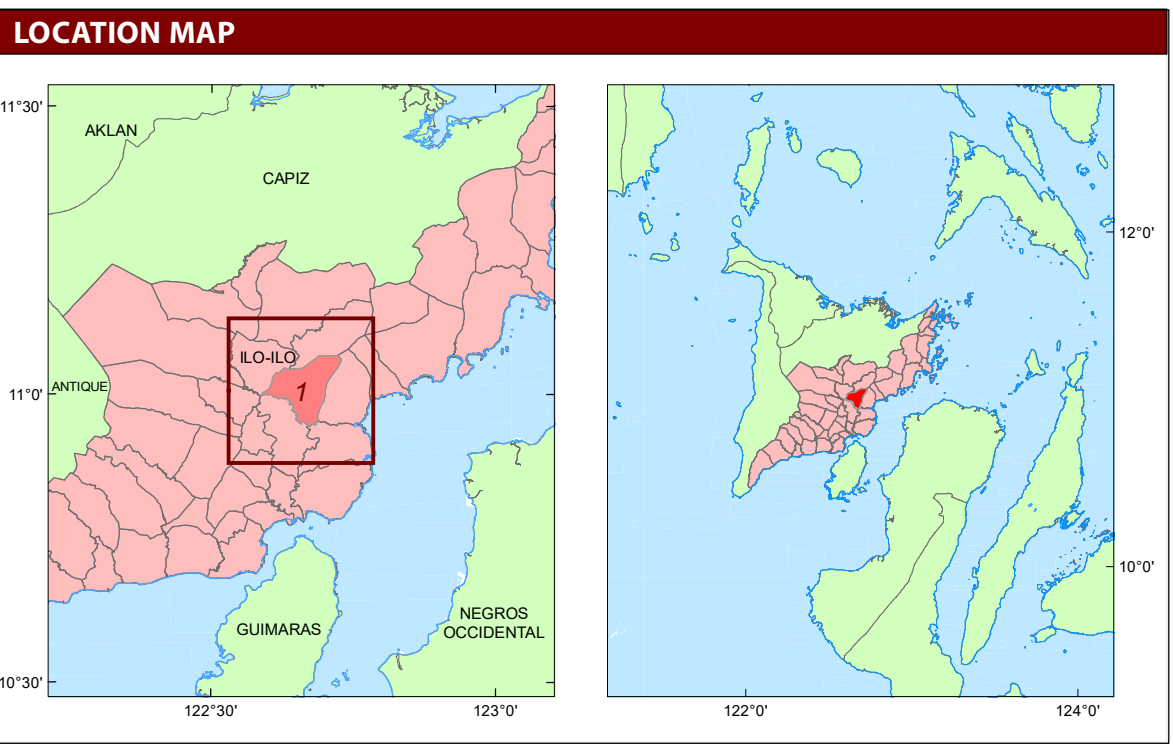 LOCATION MAP
11°30'
AKLAN
CAPIZ
ILO-ILO
ANTIQUE
11°0'
1
GUIMARAS
NEGROS
OCCIDENTAL
10°30'
122°30'
123°0'
12°0'
10°0'
122°0'
124°0'